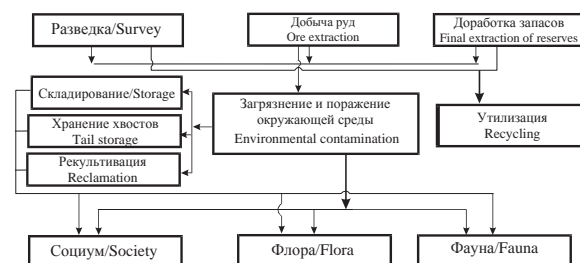 Разведка/Survey
Добыча руд
Ore extraction
Доработка запасов
Final extraction of reserves
Складирование/Storage
Хранение хвостов
Tail storage
Рекультивация
Reclamation
Загрязнение и поражение
окружающей среды
Environmental contamination
Утилизация
Recycling
Социум/Society
Флора/Flora
Фауна/Fauna